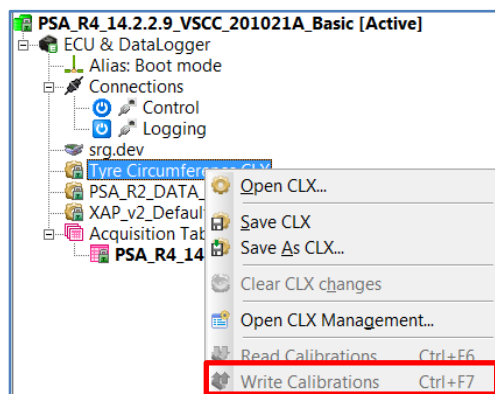 PSA_R4_14.2.2.9_VSCC_201021A_Basic [Active]
ECU & DataLogger
Alias: Boot mode
Connections
Control
Logging
srg.dev
Tyre Circumference CLX
PSA_R2_DATA_
XAP_v2_Defaul
Acquisition Tab
PSA_R4_14
Open CLX...
Save CLX
Save As CLX...
Clear CLX changes
Open CLX Management...
Read Calibrations Ctrl+F6
Write Calibrations Ctrl+F7